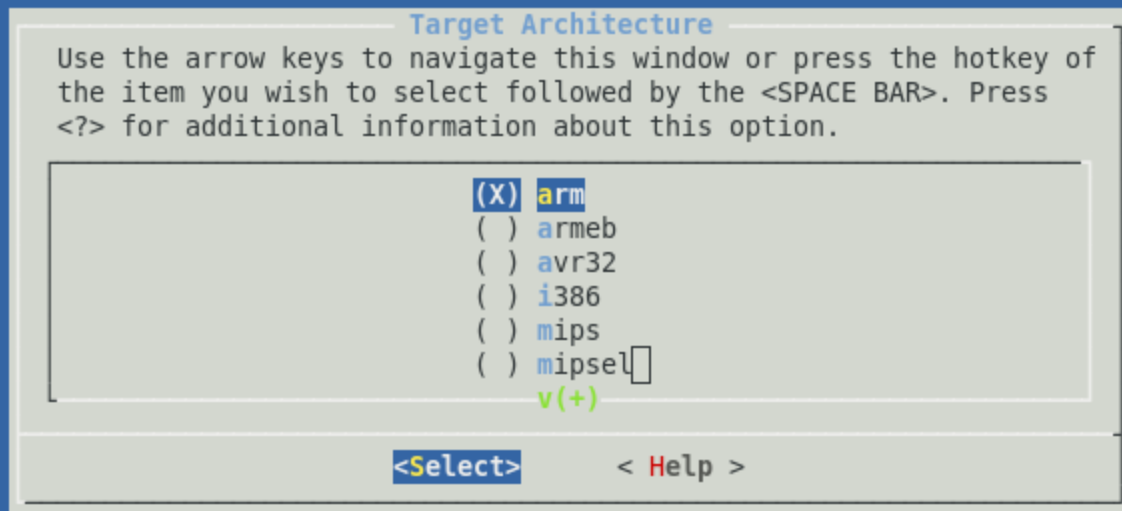 Target Architecture
Use the arrow keys to navigate this window or press the hotkey of
the item you wish to select followed by the <SPACE BAR>. Press
<?> for additional information about this option.
(X) arm
( ) armeb
( ) avr32
( ) i386
( ) mips
( ) mipsel
v(+)
<Select> < Help >